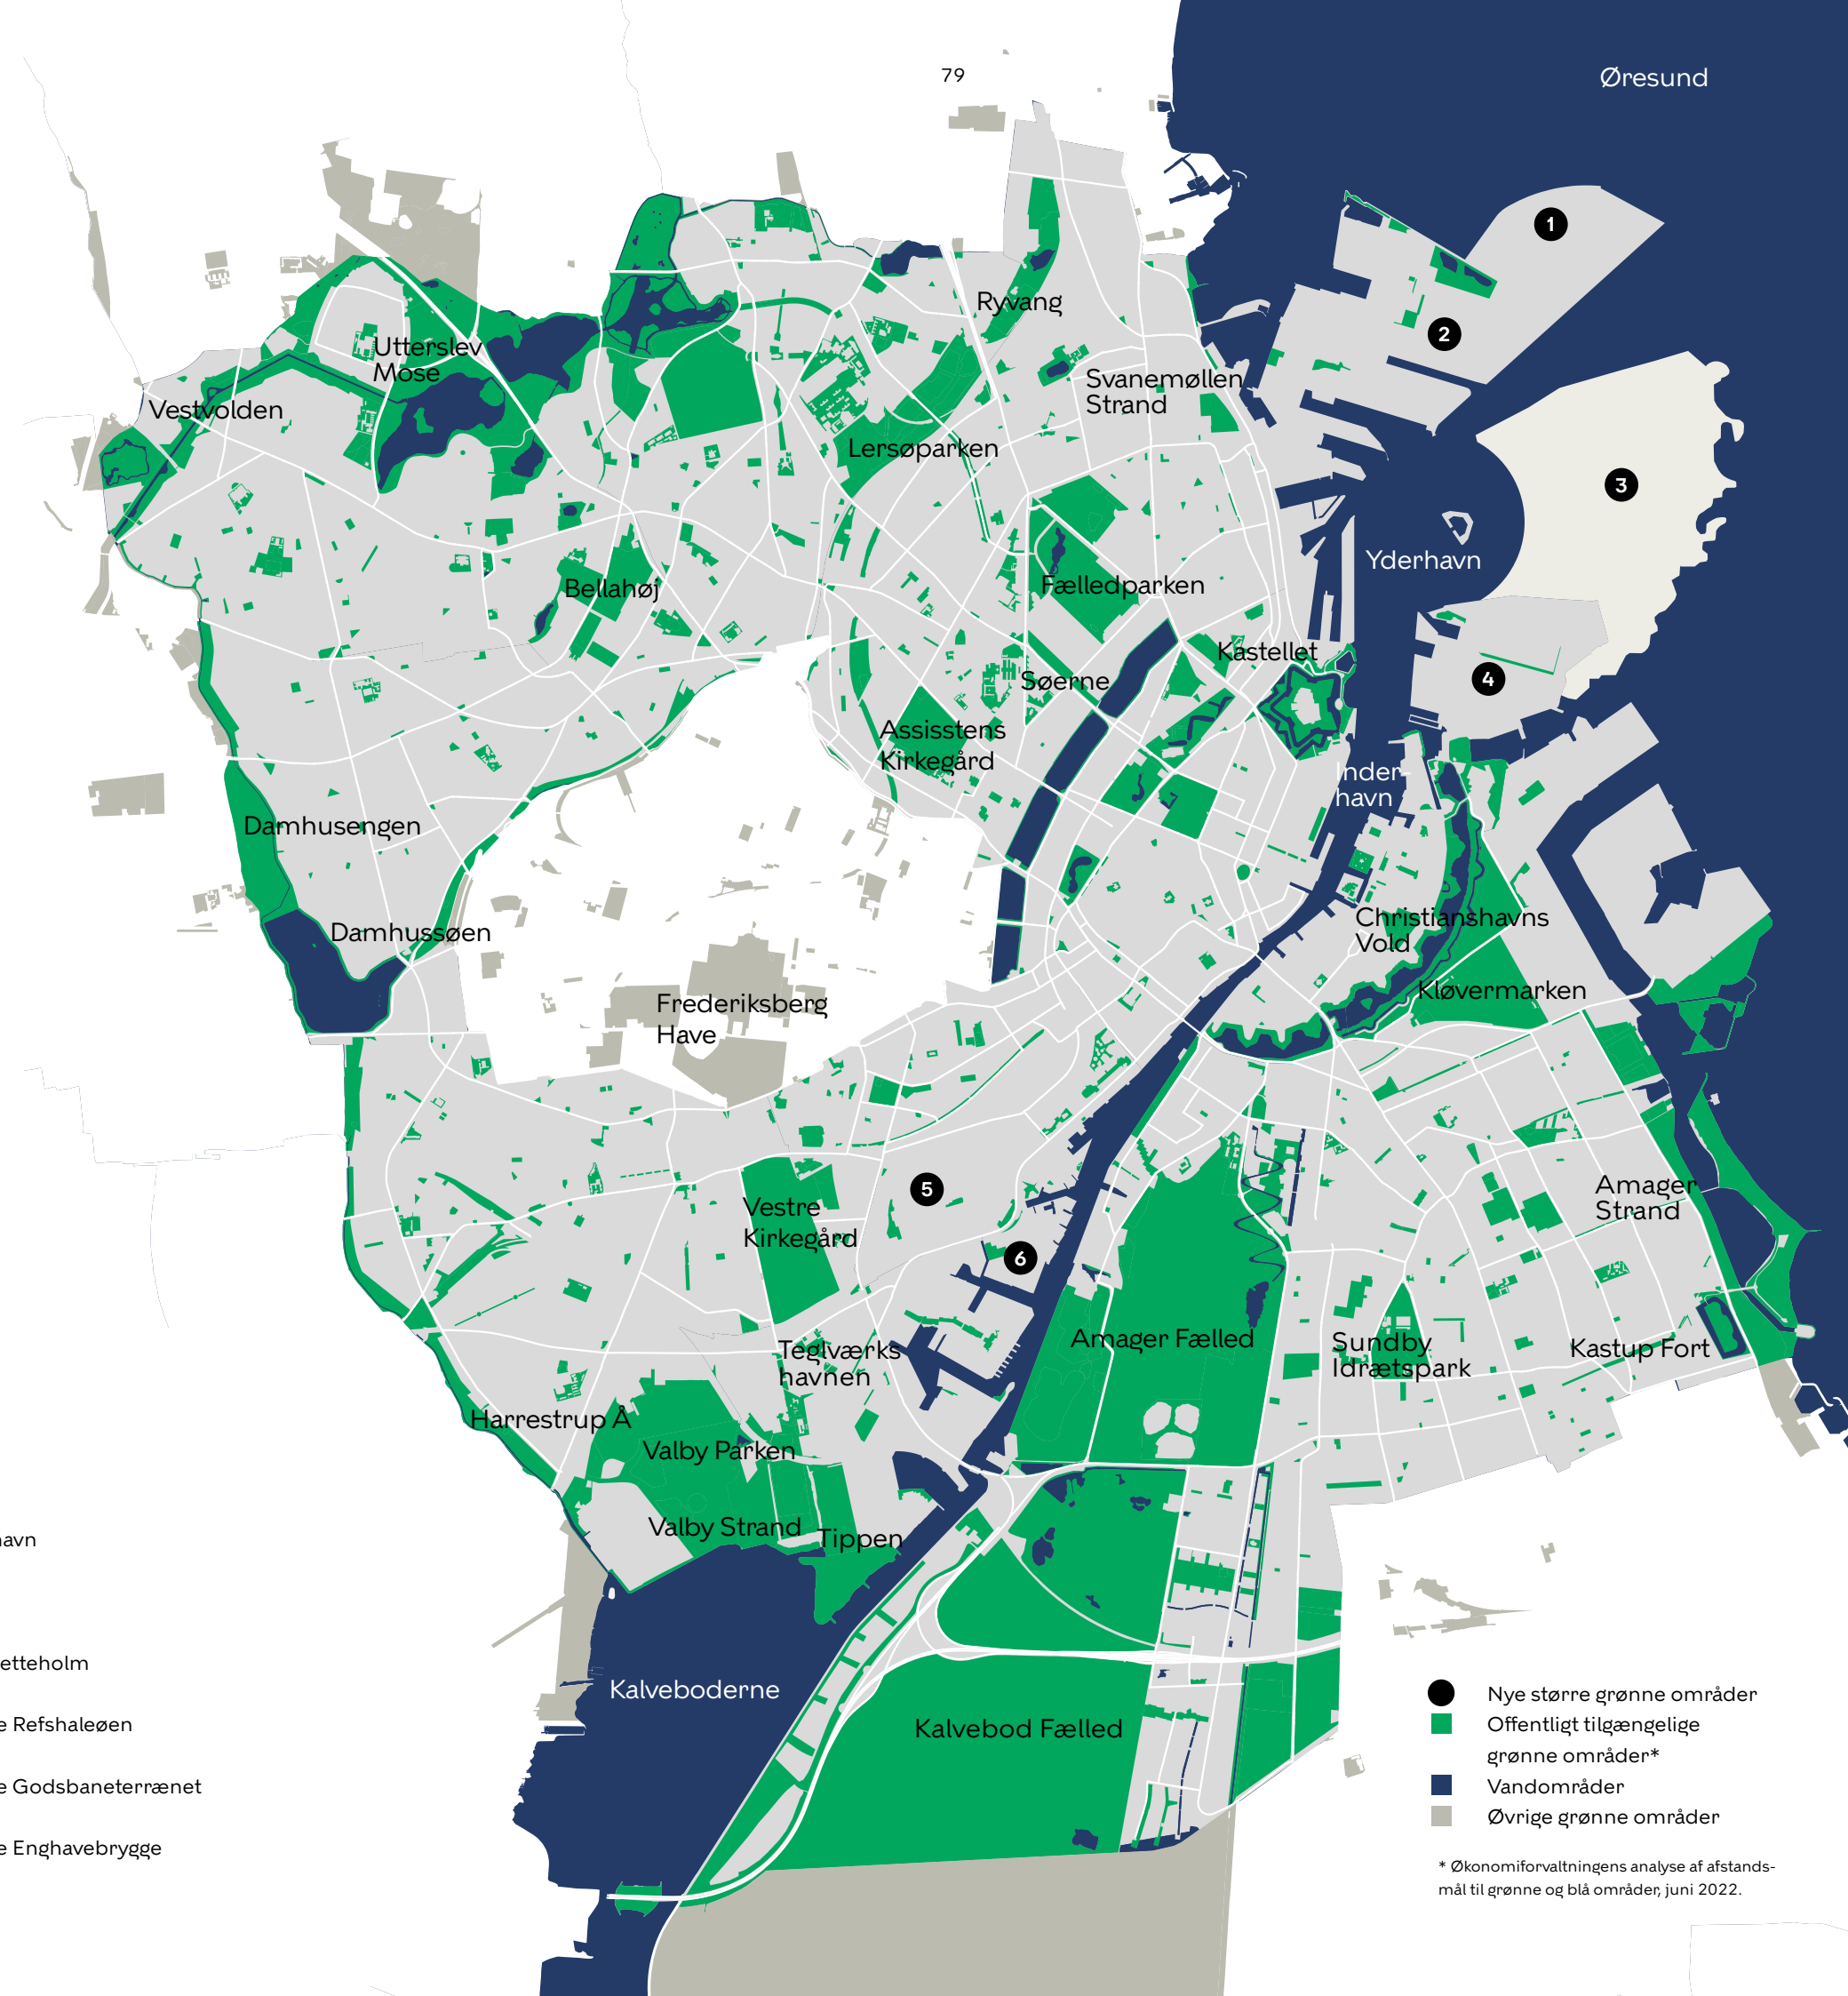 79
Øresund
1
2
Ryvang
Utterslev
Mose
Svanemøllen
Strand
Vestvolden
Lersøparken
3
Yderhavn
Bellahøj
Fælledparken
Kastellet
4
Søerne
Assisstens
Kirkegård
Inder-
havn
Damhusengen
Christianshavns
Vold
Damhussøen
Kløvermarken
Frederiksberg
Have
5
Amager
Strand
Vestre
Kirkegård
6
Amager Fælled
Sundby
Idrætspark
Kastup Fort
Teglværks
havnen
Harrestrup Å
Valby Parken
Valby Strand
Tippen
Kalveboderne
Kalvebod Fælled
avn
etteholm
e Refshaleøen
e Godsbaneterrænet
e Enghavebrygge
Nye større grønne områder
Offentligt tilgængelige
grønne områder*
Vandområder
Øvrige grønne områder
* Økonomiforvaltningens analyse af afstands-
mål til grønne og blå områder, juni 2022.